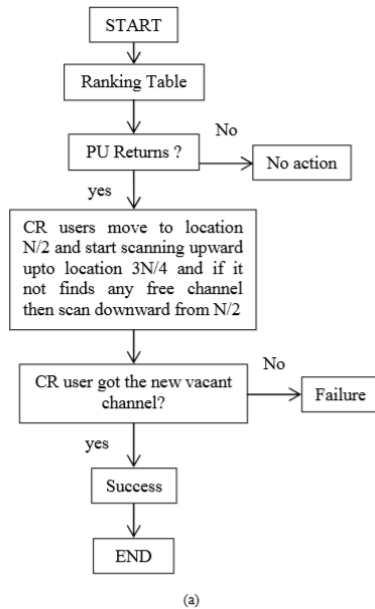 START
Ranking Table
PU Returns ?
No
No action
yes
CR users move to location
N/2 and start scanning upward
upto location 3N/4 and if it
not finds any free channel
then scan downward from N/2
CR user got the new vacant
channel?
No
Failure
yes
Success
END
(a)